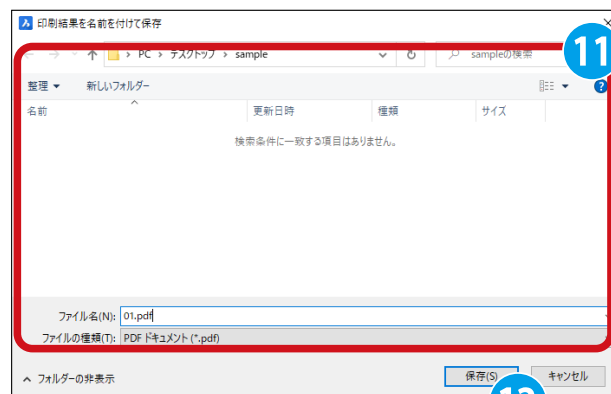 印刷結果を名前を付けて保存
PC › デスクトップ › sample
sampleの検索
11
整理 新しいフォルダー
名前 更新日時 種類 サイズ
検索条件に一致する項目はありません。
ファイル名(N): 01.pdf
ファイルの種類(T): PDF ドキュメント (*.pdf)
フォルダーの非表示
保存(S) キャンセル